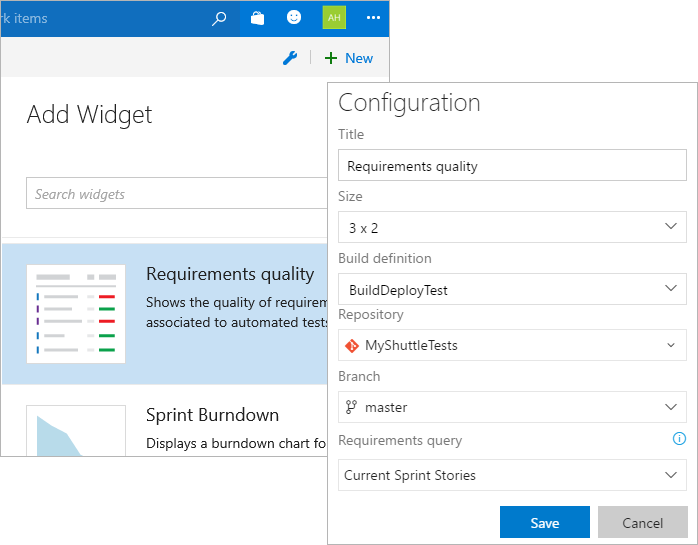 work items
AH
New
Add Widget
Search widgets
Requirements quality
Shows the quality of requirem
associated to automated tests
Sprint Burndown
Displays a burndown chart fo
Configuration
Title
Requirements quality
Size
3 x 2
Build definition
BuildDeployTest
Repository
MyShuttleTests
Branch
master
Requirements query
Current Sprint Stories
Save
Cancel